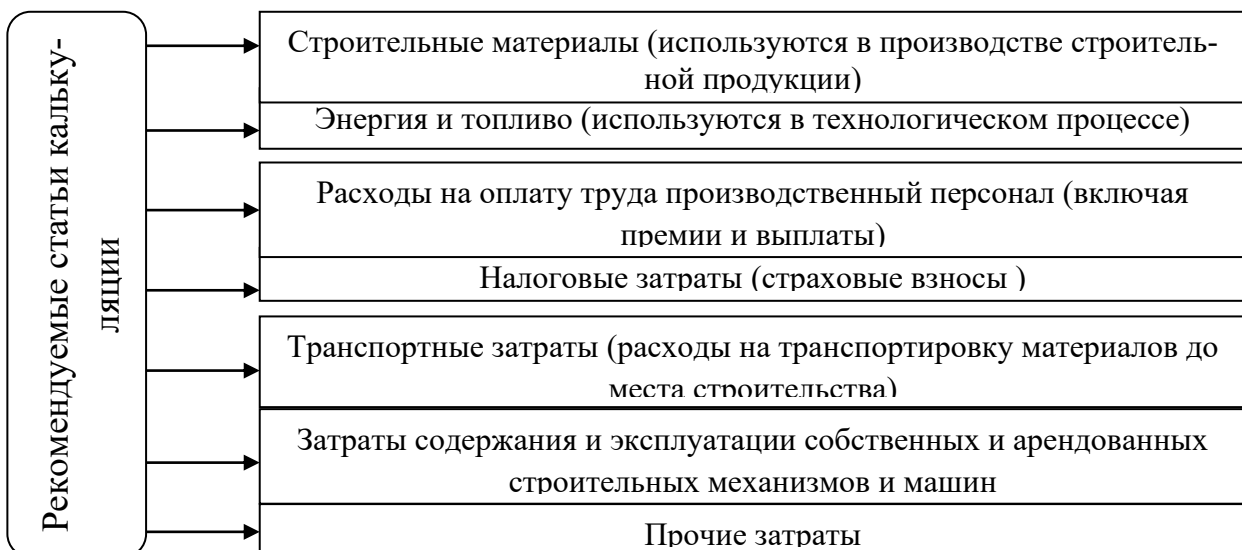 Рекомендуемые статьи кальку-
ляции
Строительные материалы (используются в производстве строитель-
ной продукции)
Энергия и топливо (используются в технологическом процессе)
Расходы на оплату труда производственный персонал (включая
премии и выплаты)
Налоговые затраты (страховые взносы )
Транспортные затраты (расходы на транспортировку материалов до
места строительства)
Затраты содержания и эксплуатации собственных и арендованных
строительных механизмов и машин
Прочие затраты